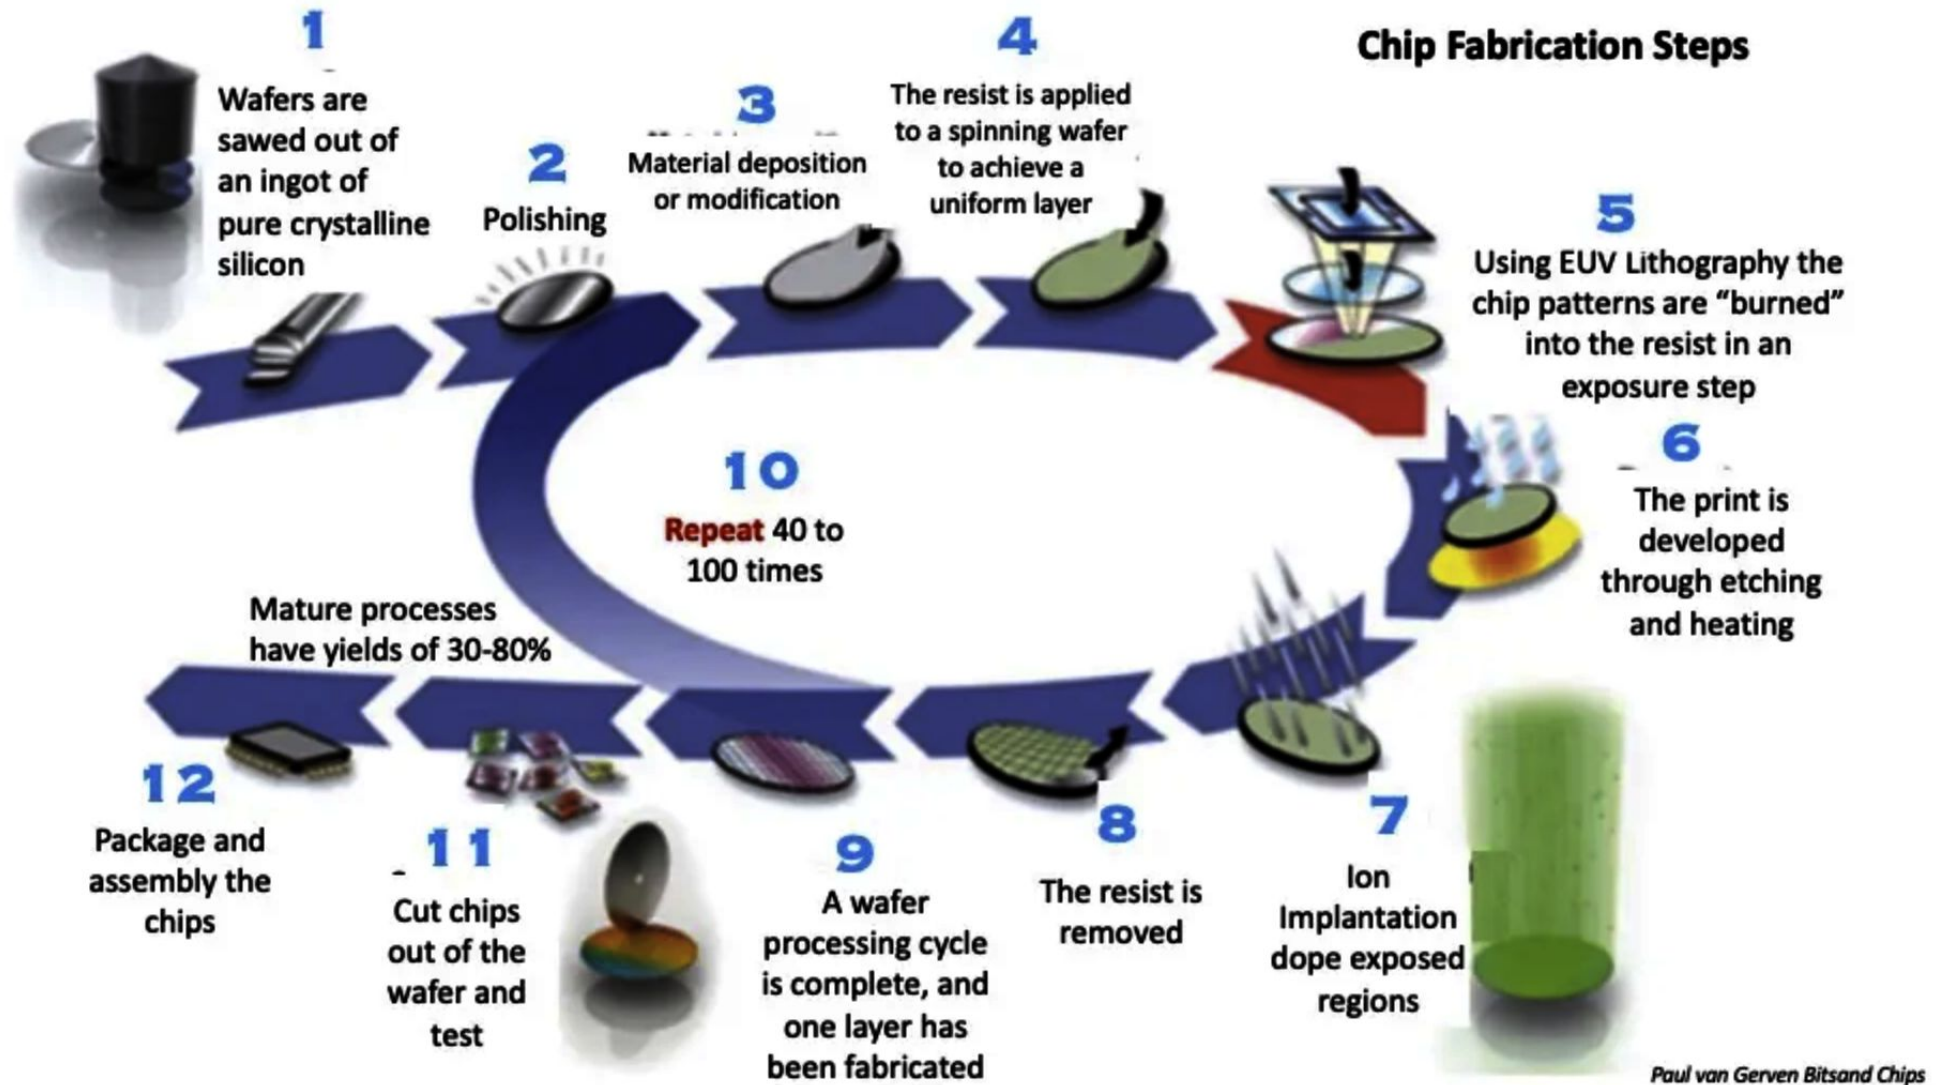 Chip Fabrication Steps
1
Wafers are
sawed out of
an ingot of
pure crystalline
silicon
2
Polishing
3
Material deposition
or modification
4
The resist is applied
to a spinning wafer
to achieve a
uniform layer
5
Using EUV Lithography the
chip patterns are “burned”
into the resist in an
exposure step
6
The print is
developed
through etching
and heating
7
Ion
Implantation
dope exposed
regions
8
The resist is
removed
9
A wafer
processing cycle
is complete, and
one layer has
been fabricated
10
Repeat 40 to
100 times
Mature processes
have yields of 30-80%
11
Cut chips
out of the
wafer and
test
12
Package and
assembly the
chips
Paul van Gerven Bitsand Chips